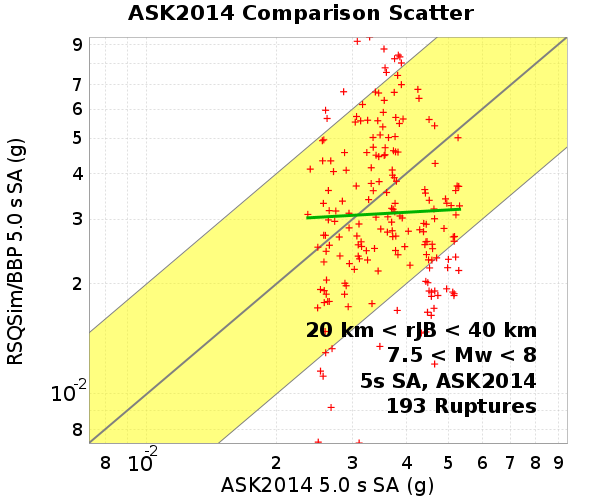 ASK2014 Comparison Scatter
RSQSim/BBP 5.0 s SA (g)
9
7
6
5
4
3
2
10-2
8
20 km < rJB < 40 km
7.5 < Mw < 8
5s SA, ASK2014
193 Ruptures
8 10-2 2 3 4 5 6 7 8 9
ASK2014 5.0 s SA (g)